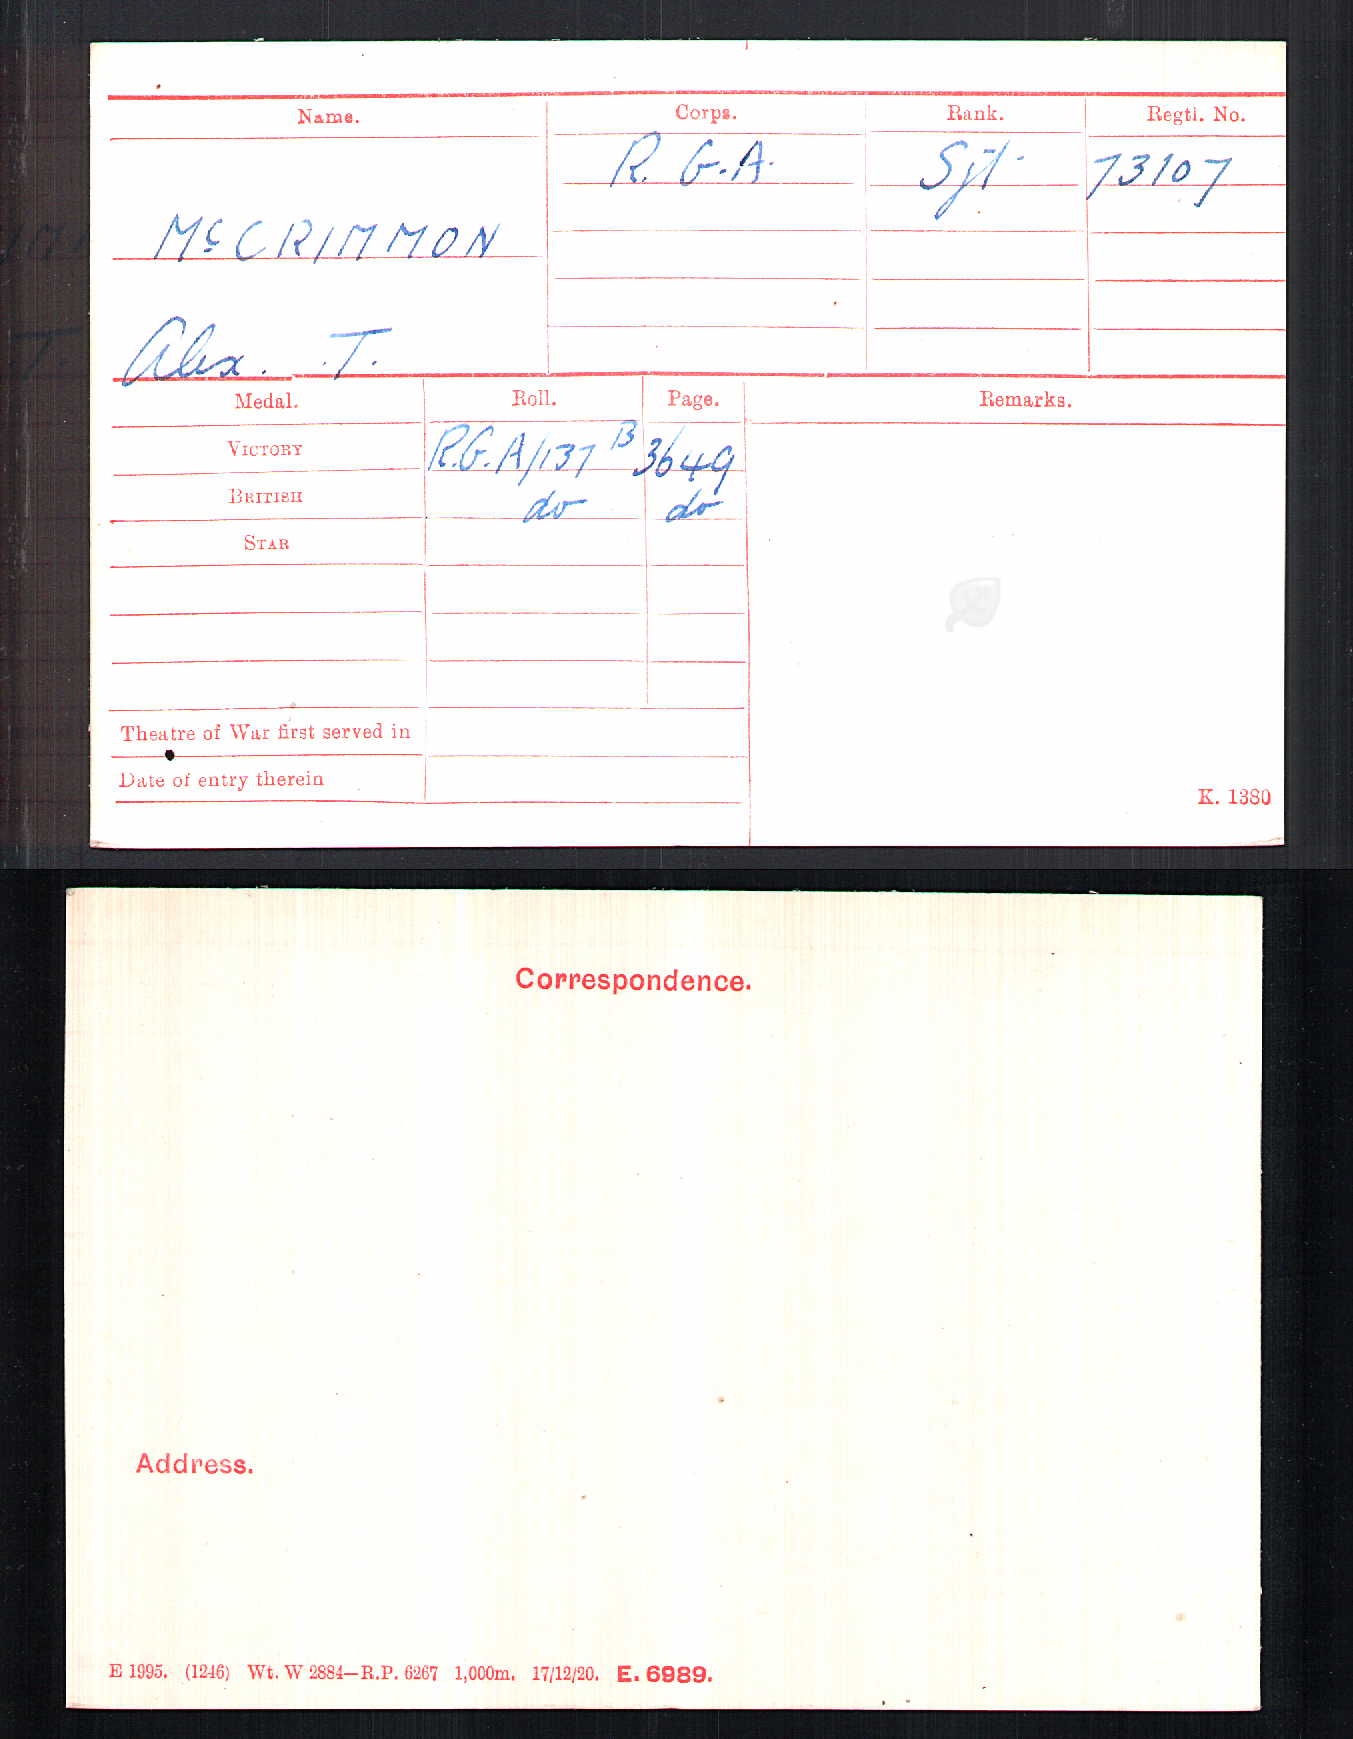 Name. Corps. Rank. Regtl. No.
R. G.A. Sjt. 73107
McCRIMMON
Alex. T.
Medal. Roll. Page. Remarks.
VICTORY R.G.A/137 B 3649
BRITISH do do
STAR
Theatre of War first served in
Date of entry therein
K. 1380
Correspondence.
Address.
E 1995. (1246) Wt. W 2884—R.P. 6267 1,000m. 17/12/20. E. 6989.